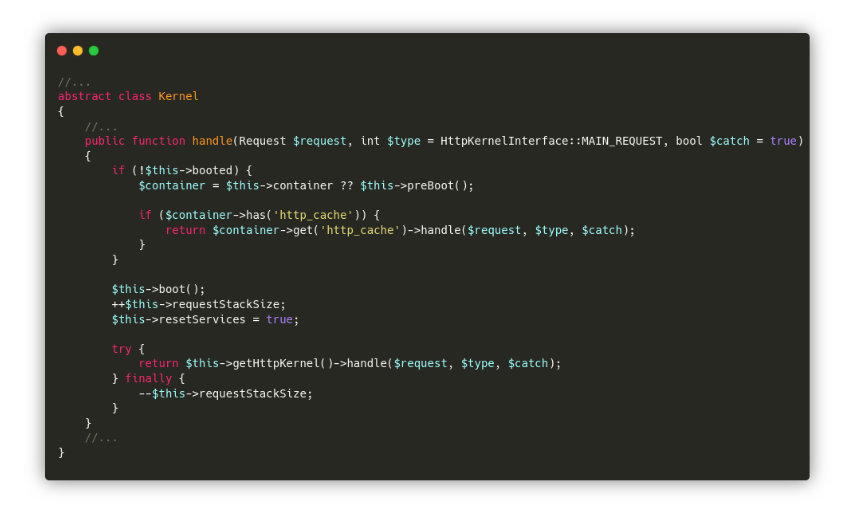 //...
abstract class Kernel
{
    //...
    public function handle(Request $request, int $type = HttpKernelInterface::MAIN_REQUEST, bool $catch = true)
    {
        if (!$this->booted) {
            $container = $this->container ?? $this->preBoot();

            if ($container->has('http_cache')) {
                return $container->get('http_cache')->handle($request, $type, $catch);
            }
        }

        $this->boot();
        ++$this->requestStackSize;
        $this->resetServices = true;

        try {
            return $this->getHttpKernel()->handle($request, $type, $catch);
        } finally {
            --$this->requestStackSize;
        }
    }
    //...
}